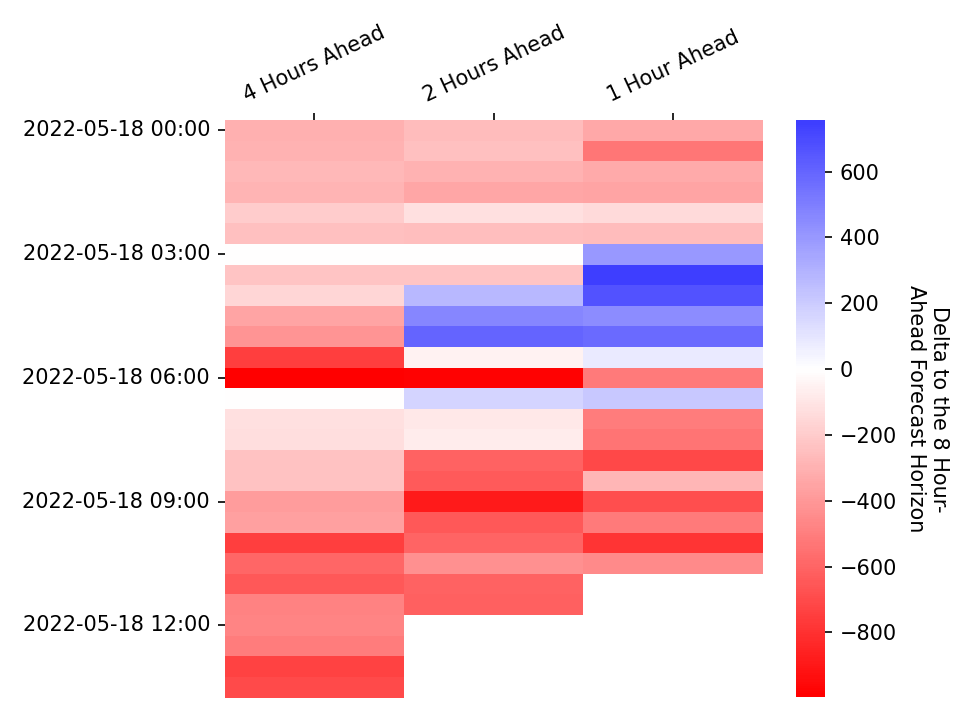 4 Hours Ahead
2 Hours Ahead
1 Hour Ahead
2022-05-18 00:00
2022-05-18 03:00
2022-05-18 06:00
2022-05-18 09:00
2022-05-18 12:00
600
400
200
0
−200
−400
−600
−800
Delta to the 8 Hour-
Ahead Forecast Horizon